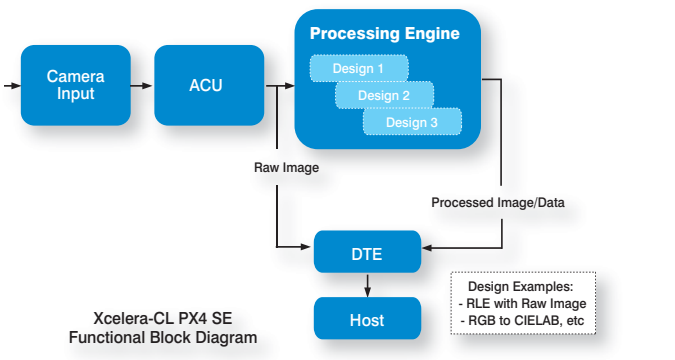 Processing Engine
Design 1
Design 2
Design 3
Camera
Input
ACU
Raw Image
Processed Image/Data
DTE
Host
Design Examples:
- RLE with Raw Image
- RGB to CIELAB, etc
Xcelera-CL PX4 SE
Functional Block Diagram